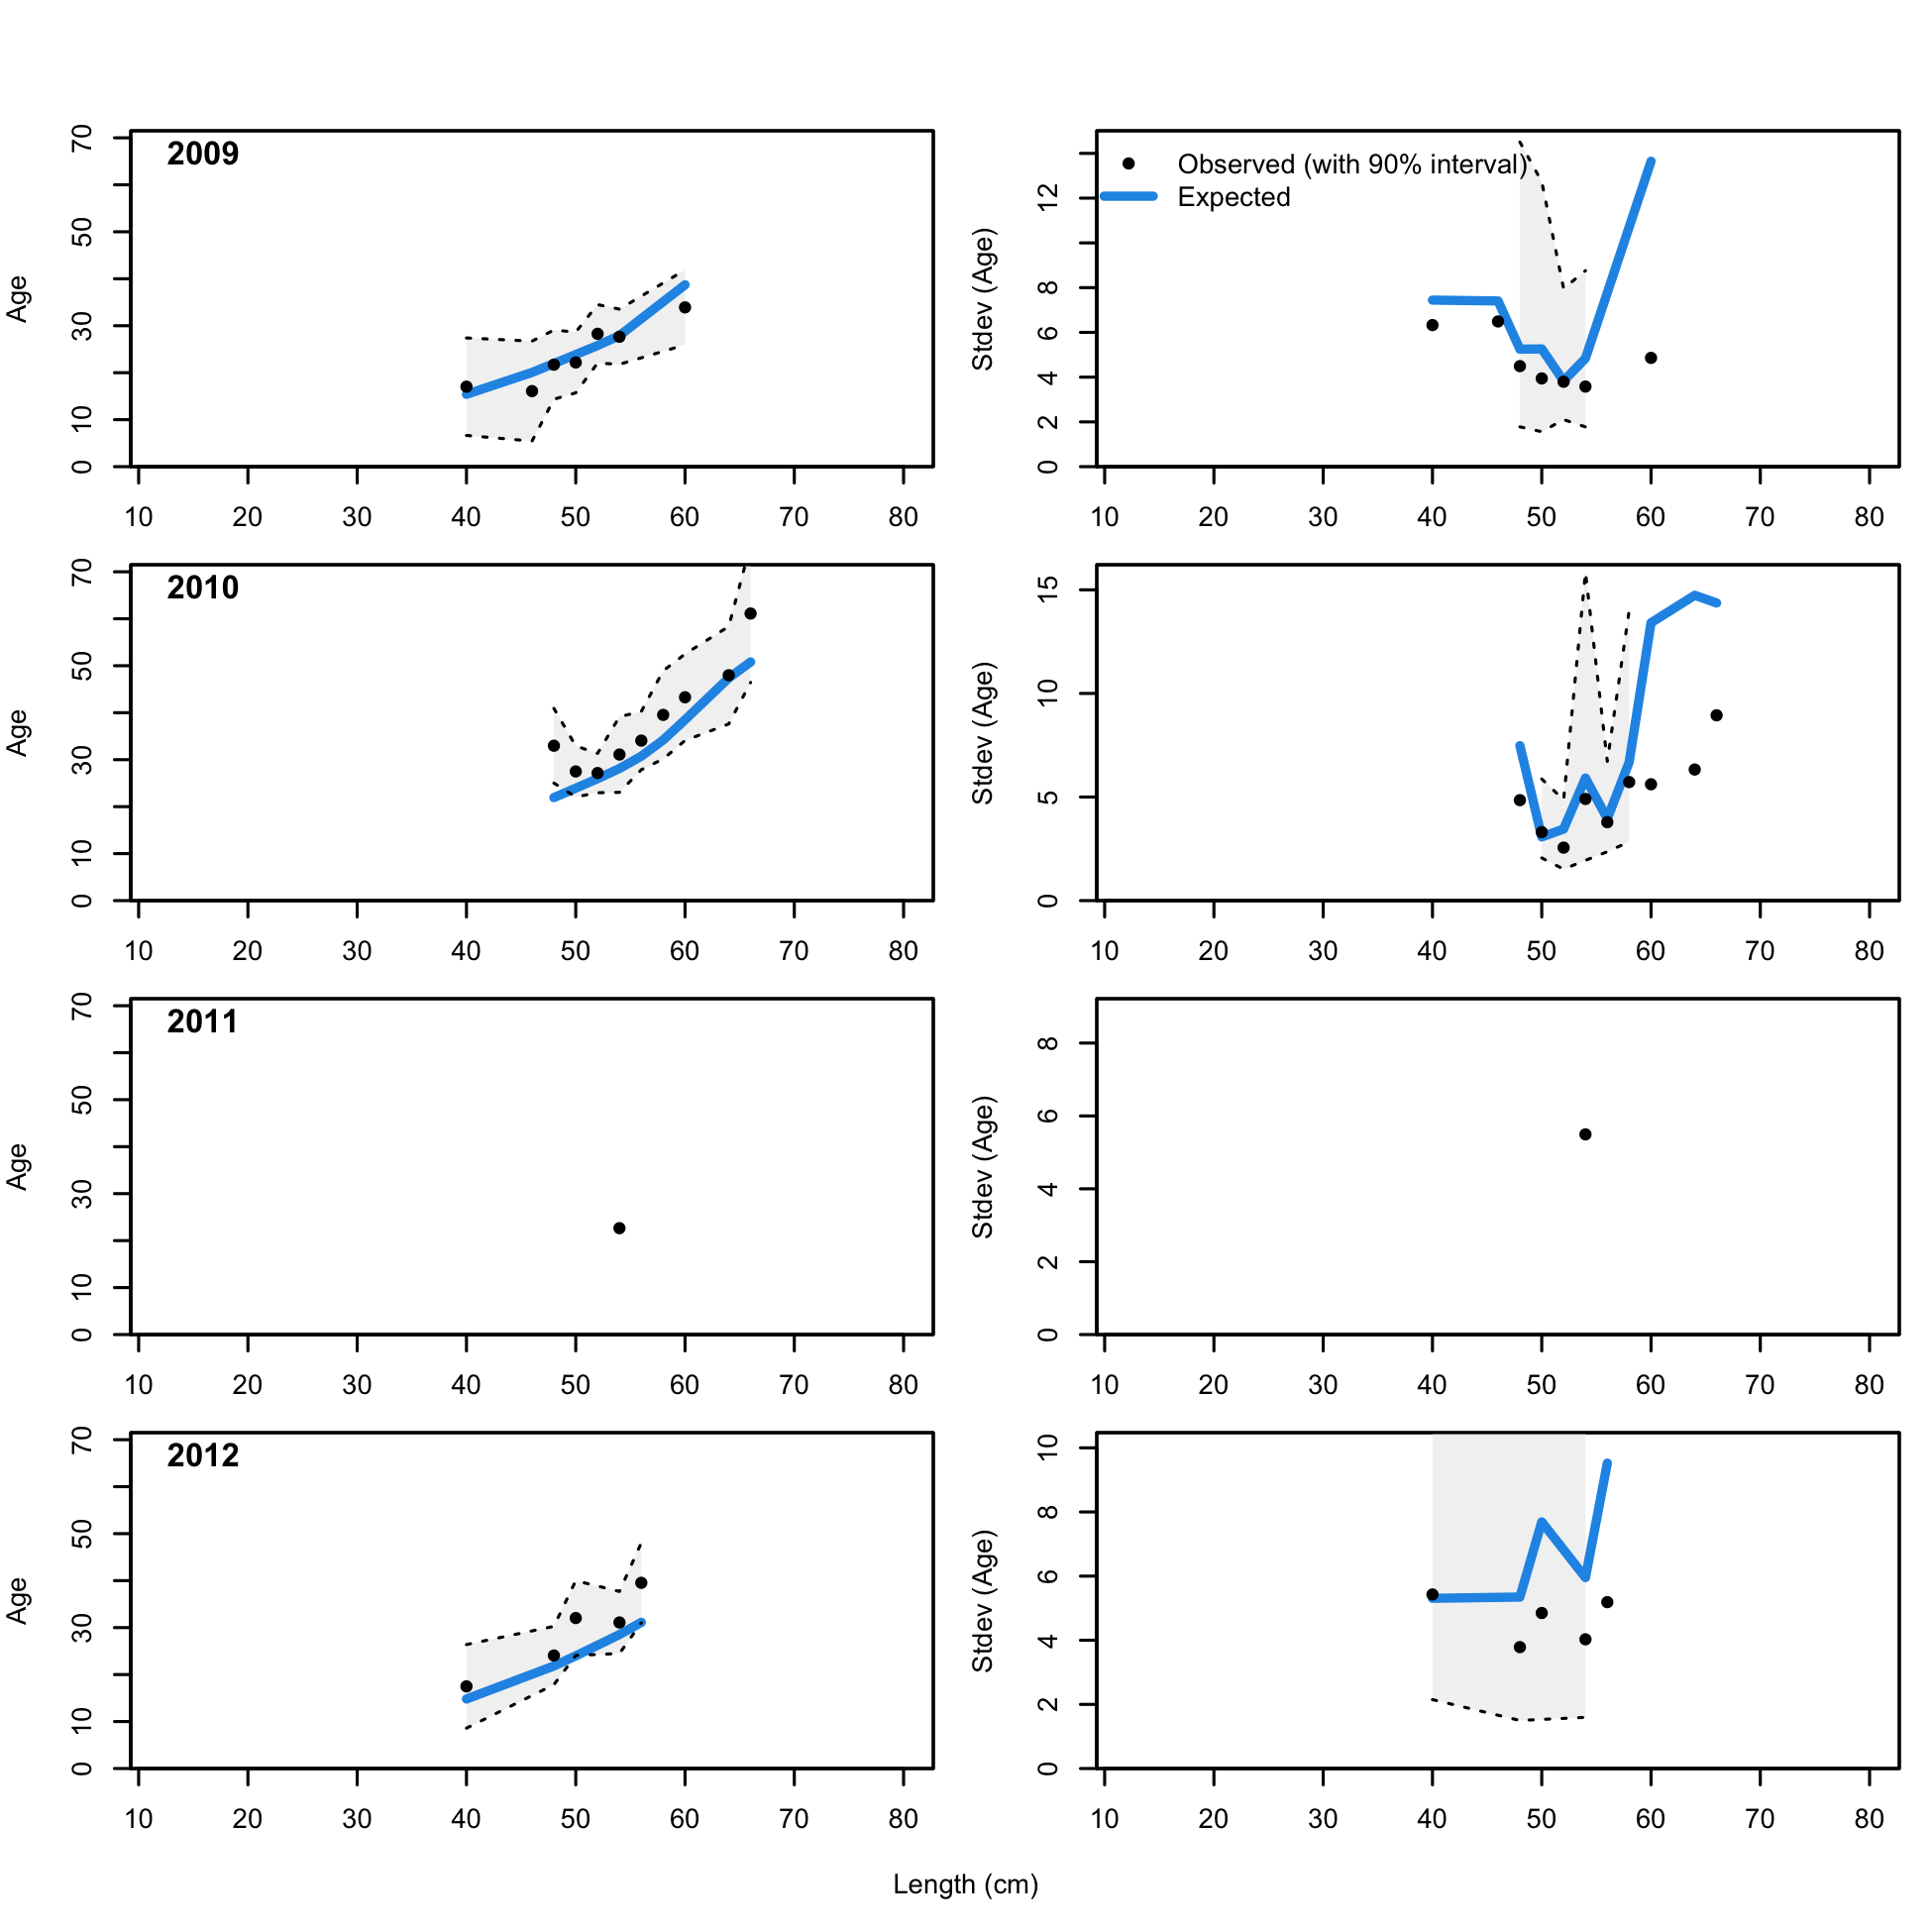 2009
Age
0 10 30 50 70
10 20 30 40 50 60 70 80
Observed (with 90% interval)
Expected
Stdev (Age)
0 2 4 6 8 12
10 20 30 40 50 60 70 80
2010
Age
0 10 30 50 70
10 20 30 40 50 60 70 80
Stdev (Age)
0 5 10 15
10 20 30 40 50 60 70 80
2011
Age
0 10 30 50 70
10 20 30 40 50 60 70 80
Stdev (Age)
0 2 4 6 8
10 20 30 40 50 60 70 80
2012
Age
0 10 30 50 70
10 20 30 40 50 60 70 80
Stdev (Age)
0 2 4 6 8 10
10 20 30 40 50 60 70 80
Length (cm)